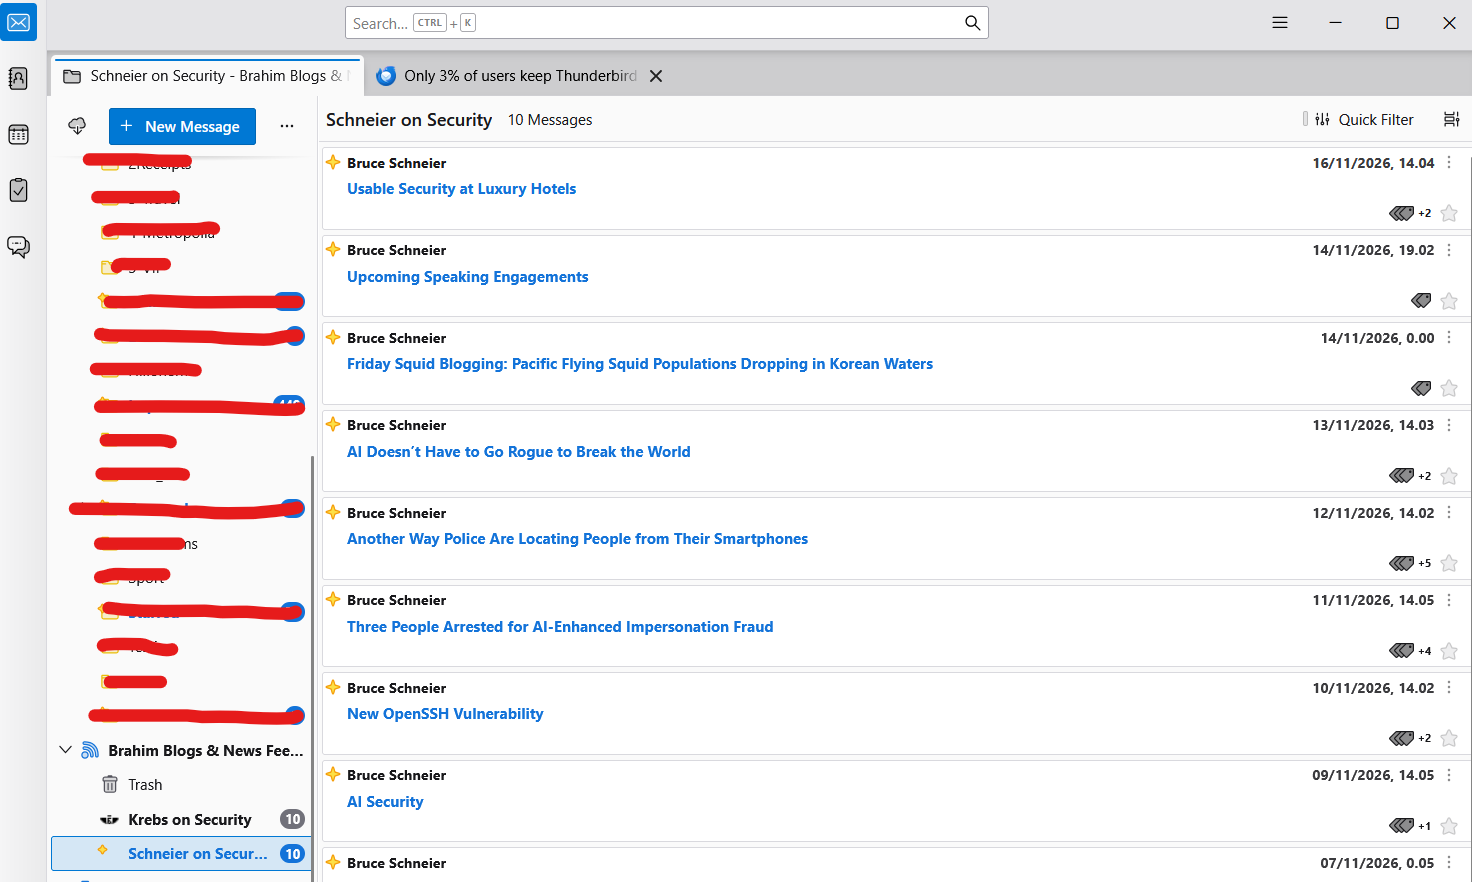 Search... CTRL + K
Schneier on Security - Brahim Blogs &
Only 3% of users keep Thunderbird
New Message
Schneier on Security 10 Messages
Quick Filter
Bruce Schneier 16/11/2026, 14.04
Usable Security at Luxury Hotels
+2
Bruce Schneier 14/11/2026, 19.02
Upcoming Speaking Engagements
Bruce Schneier 14/11/2026, 0.00
Friday Squid Blogging: Pacific Flying Squid Populations Dropping in Korean Waters
Bruce Schneier 13/11/2026, 14.03
AI Doesn’t Have to Go Rogue to Break the World
+2
Bruce Schneier 12/11/2026, 14.02
Another Way Police Are Locating People from Their Smartphones
+5
Bruce Schneier 11/11/2026, 14.05
Three People Arrested for AI-Enhanced Impersonation Fraud
+4
Bruce Schneier 10/11/2026, 14.02
New OpenSSH Vulnerability
+2
Bruce Schneier 09/11/2026, 14.05
AI Security
+1
Bruce Schneier 07/11/2026, 0.05
Brahim Blogs & News Fee...
Trash
Krebs on Security 10
Schneier on Secur... 10